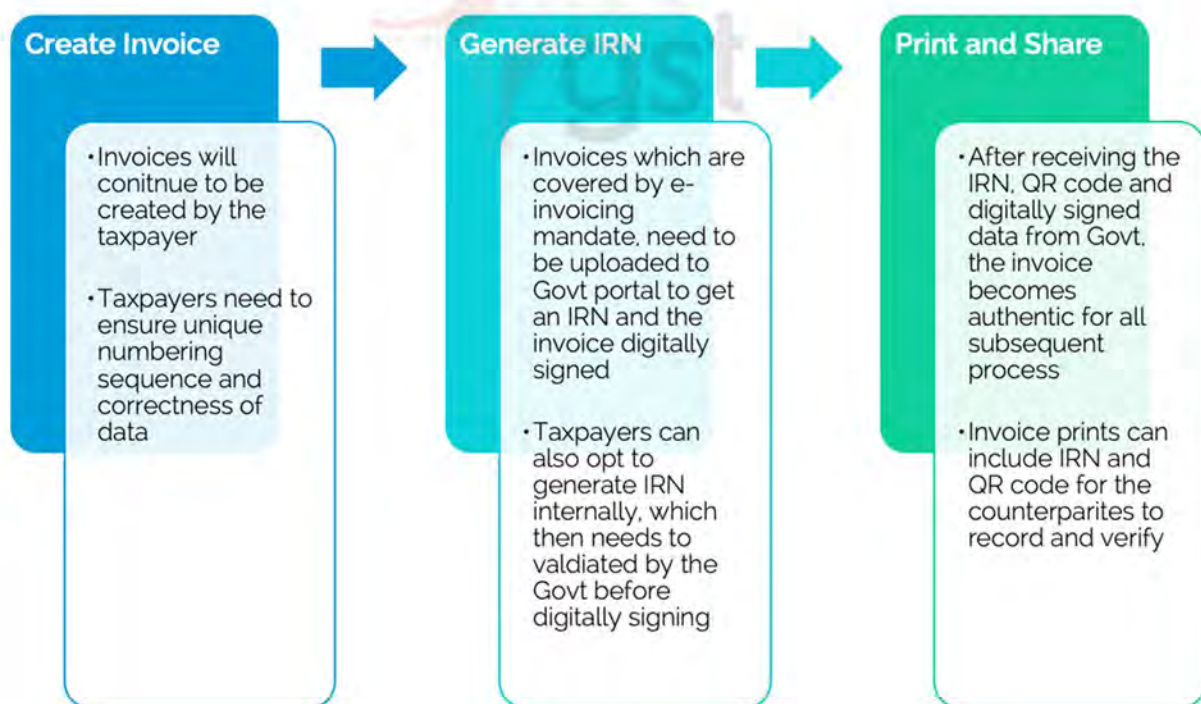 Create Invoice
• Invoices will
conitnue to be
created by the
taxpayer
• Taxpayers need to
ensure unique
numbering
sequence and
correctness of
data
Generate IRN
gst
• Invoices which are
covered by e-
invoicing
mandate, need to
be uploaded to
Govt portal to get
an IRN and the
invoice digitally
signed
• Taxpayers can
also opt to
generate IRN
internally, which
then needs to
valdiated by the
Govt before
digitally signing
Print and Share
• After receiving the
IRN, QR code and
digitally signed
data from Govt,
the invoice
becomes
authentic for all
subsequent
process
• Invoice prints can
include IRN and
QR code for the
counterparites to
record and verify